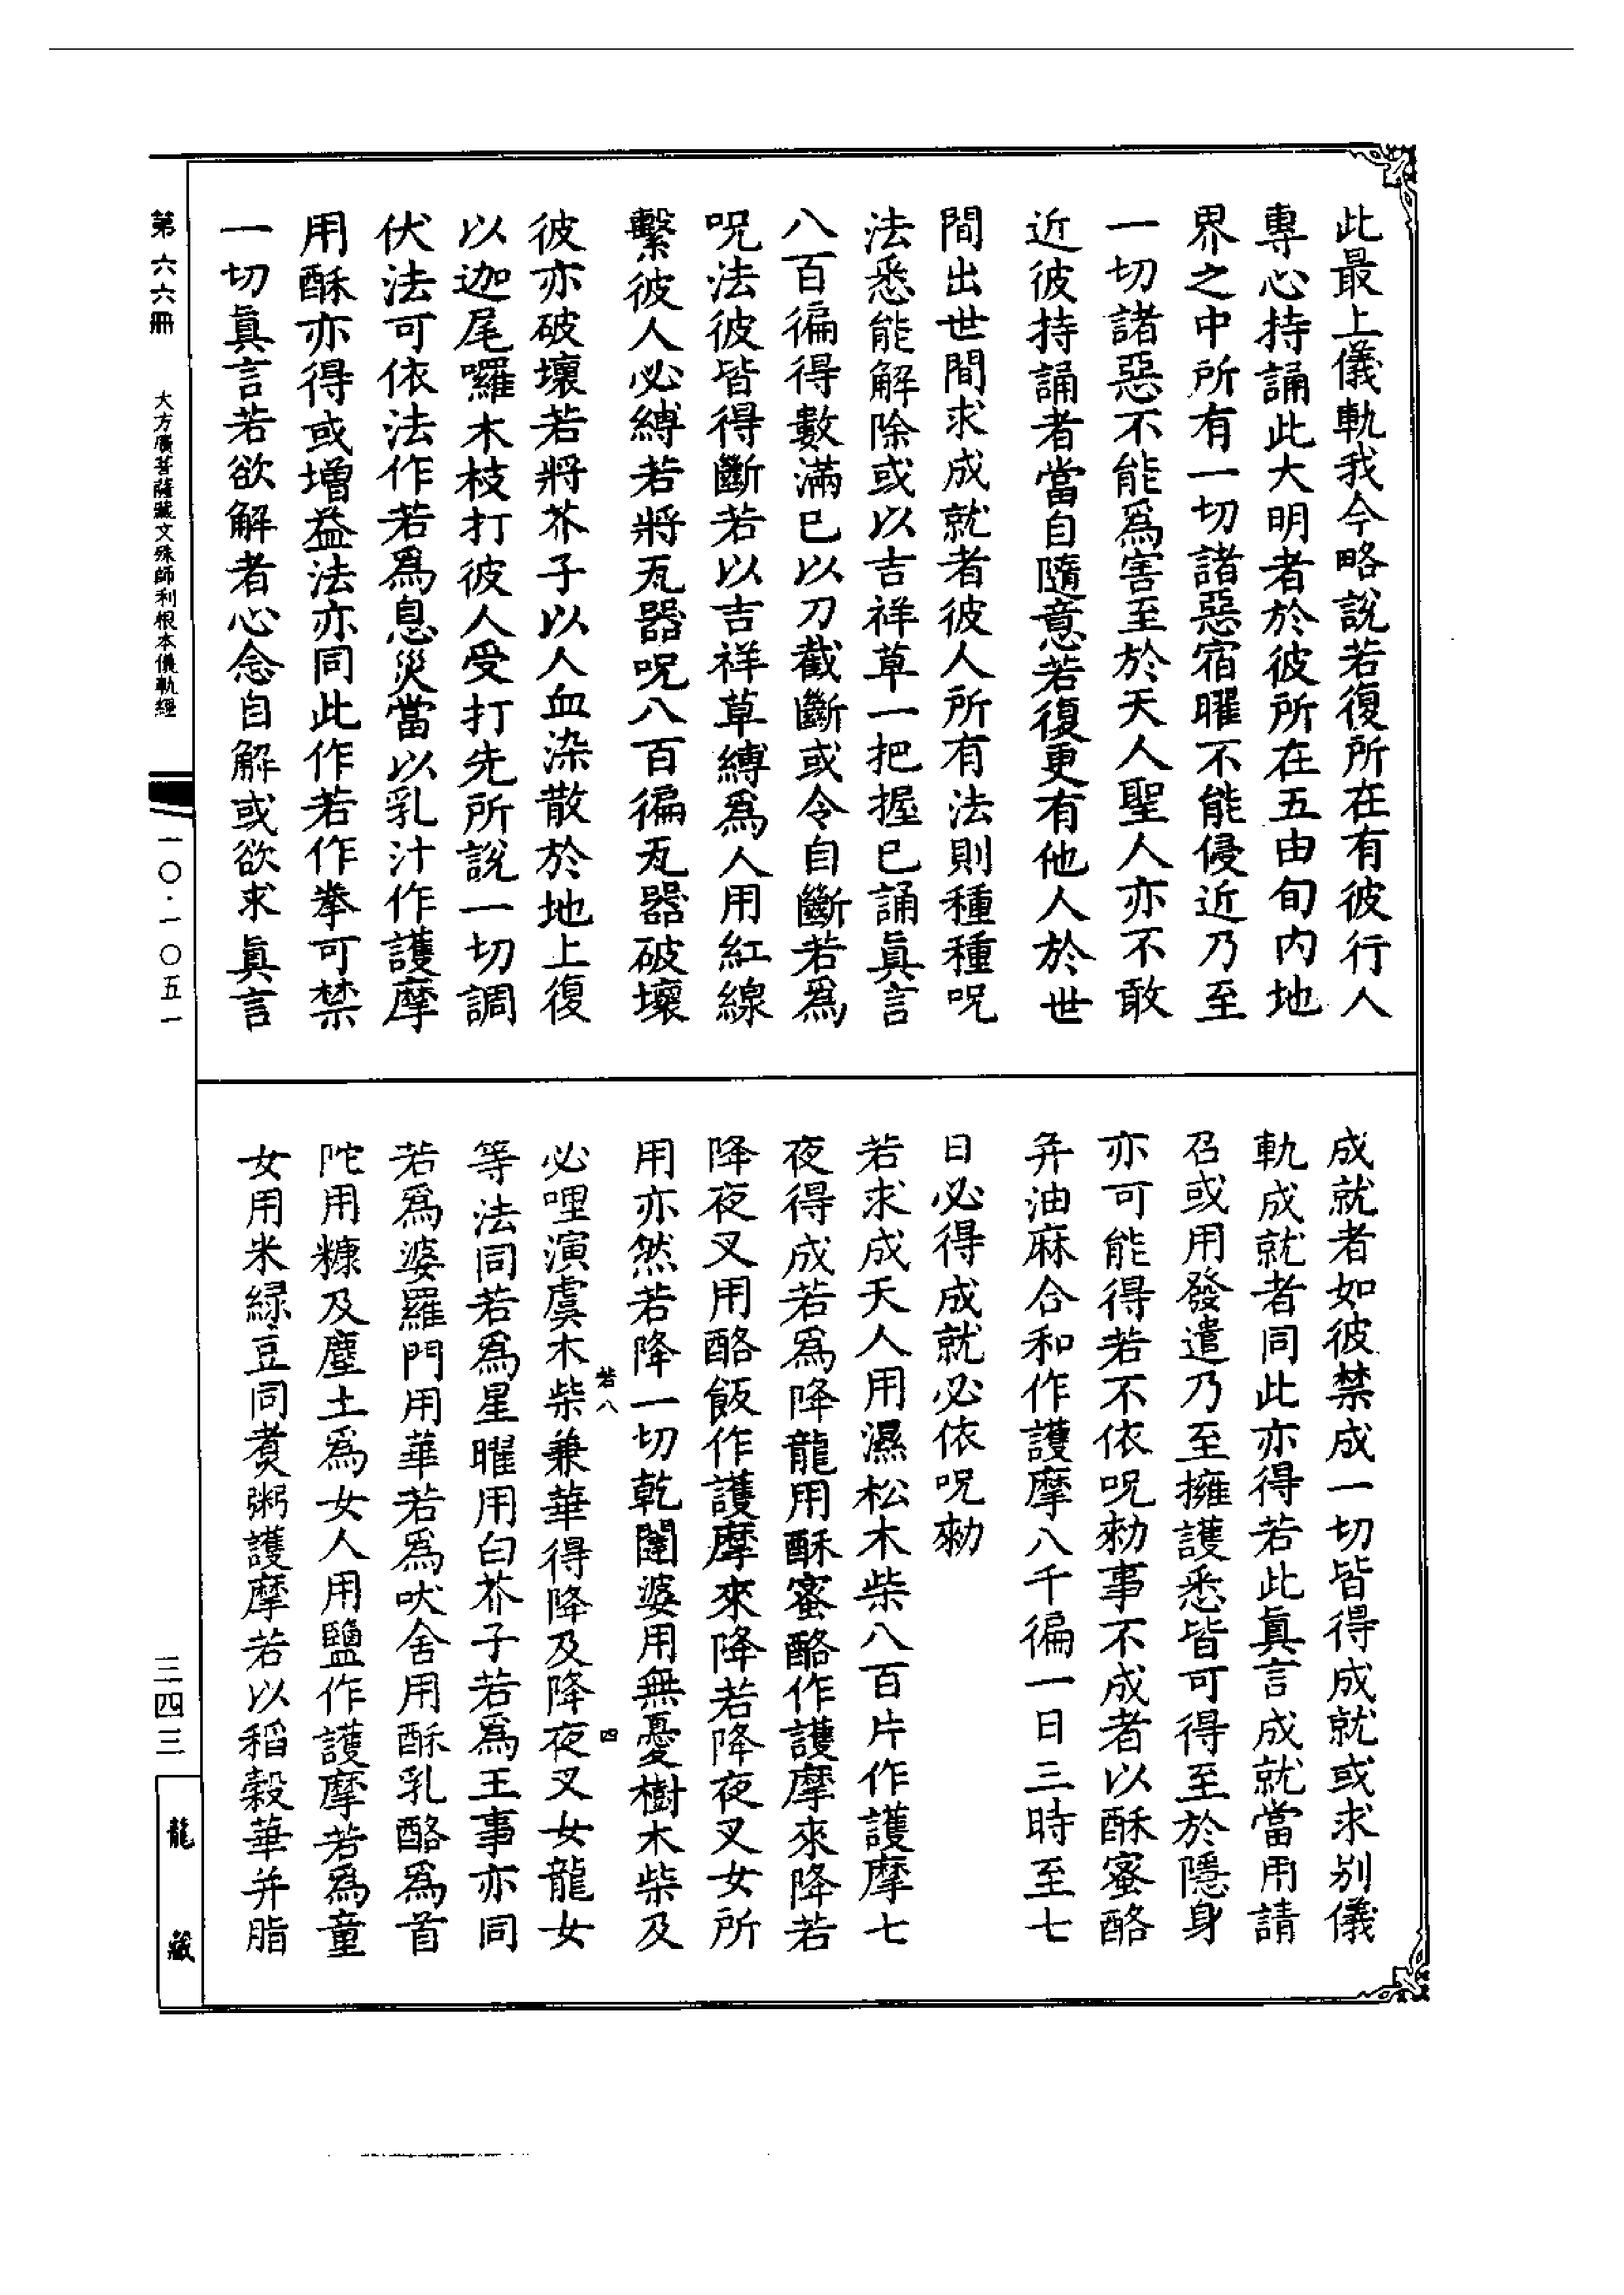 此最上儀軌我今略說若復所在有彼行人
專心持誦此大明者於彼所在五由旬內地
界之中所有一切諸惡宿曜不能侵近乃至
一切諸惡不能爲害至於天人聖人亦不敢
近彼持誦者當自隨意若復更有他人於世
間出世間求成就者彼人所有法則種種呪
法悉能解除或以吉祥草一把握已誦眞言
八百徧得數滿已以刀截斷或令自斷若爲
呪法彼皆得斷若以吉祥草縛爲人用紅線
繫彼人必縛若將瓦器呪八百徧瓦器破壞
彼亦破壞若將芥子以人血染散於地上復
以迦尾囉木枝打彼人受打先所說一切調
伏法可依法作若爲息災當以乳汁作護摩
用酥亦得或增益法亦同此作若作拳可禁
一切眞言若欲解者心念自解或欲求眞言
成就者如彼禁成一切皆得成就或求別儀
軌成就者同此亦得若此眞言成就當用請
召或用發遣乃至擁護悉皆可得至於隱身
亦可能得若不依呪勑事不成者以酥蜜酪
幷油麻合和作護摩八千徧一日三時至七
日必得成就必依呪勑
若求成天人用濕松木柴八百片作護摩七
夜得成若爲降龍用酥蜜酪作護摩來降若
降夜叉用酪飯作護摩來降若降夜叉女所
用亦然若降一切乾闥婆用無憂樹木柴及
若八
四
必哩演虞木柴兼華得降及降夜叉女龍女
等法同若爲星曜用白芥子若爲王事亦同
若爲婆羅門用華若爲吠舍用酥乳酪爲首
陀用糠及塵土爲女人用鹽作護摩若爲童
女用米綠豆同煑粥護摩若以稻穀華并脂
第六六冊
大方廣菩薩藏文殊師利根本儀軌經
一〇·一〇五一
三四三
龍藏